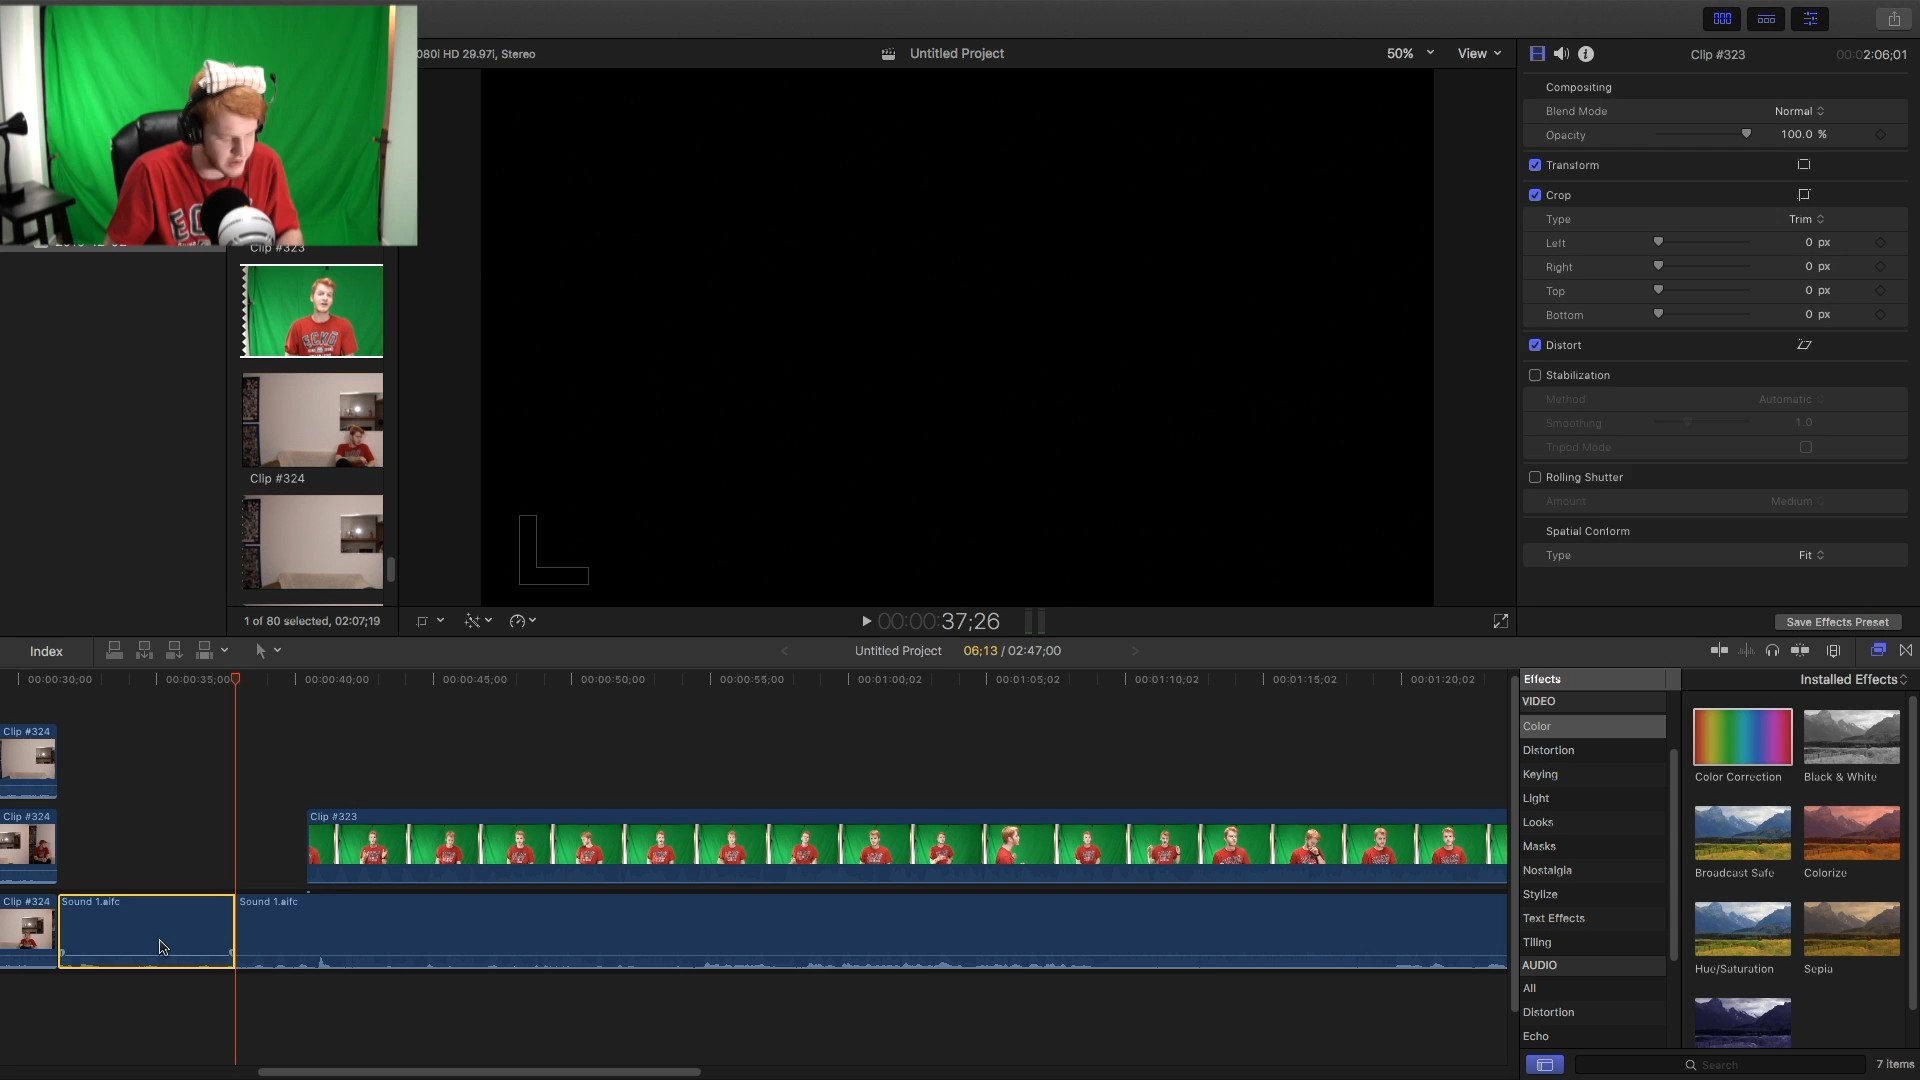 080i HD 29.97i, Stereo
Untitled Project
50%
View
Clip #323
00:02:06;01
Compositing
Blend Mode
Normal
Opacity
100.0 %
Transform
Crop
Type
Trim
Left
0 px
Right
0 px
Top
0 px
Bottom
0 px
Distort
Stabilization
Method
Automatic
Smoothing
1.0
Tripod Mode
Rolling Shutter
Amount
Medium
Spatial Conform
Type
Fit
Save Effects Preset
Clip #323
Clip #324
1 of 80 selected, 02:07;19
00:00:37;26
Index
Untitled Project
06;13 / 02:47;00
00:00:30;00
00:00:35;00
00:00:40;00
00:00:45;00
00:00:50;00
00:00:55;00
00:01:00;02
00:01:05;02
00:01:10;02
00:01:15;02
00:01:20;02
Clip #324
Clip #324
Clip #323
Clip #324
Sound 1.aifc
Sound 1.aifc
Effects
Installed Effects
VIDEO
Color
Distortion
Keying
Light
Looks
Masks
Nostalgia
Stylize
Text Effects
Tiling
AUDIO
All
Distortion
Echo
Color Correction
Black & White
Broadcast Safe
Colorize
Hue/Saturation
Sepia
Search
7 items